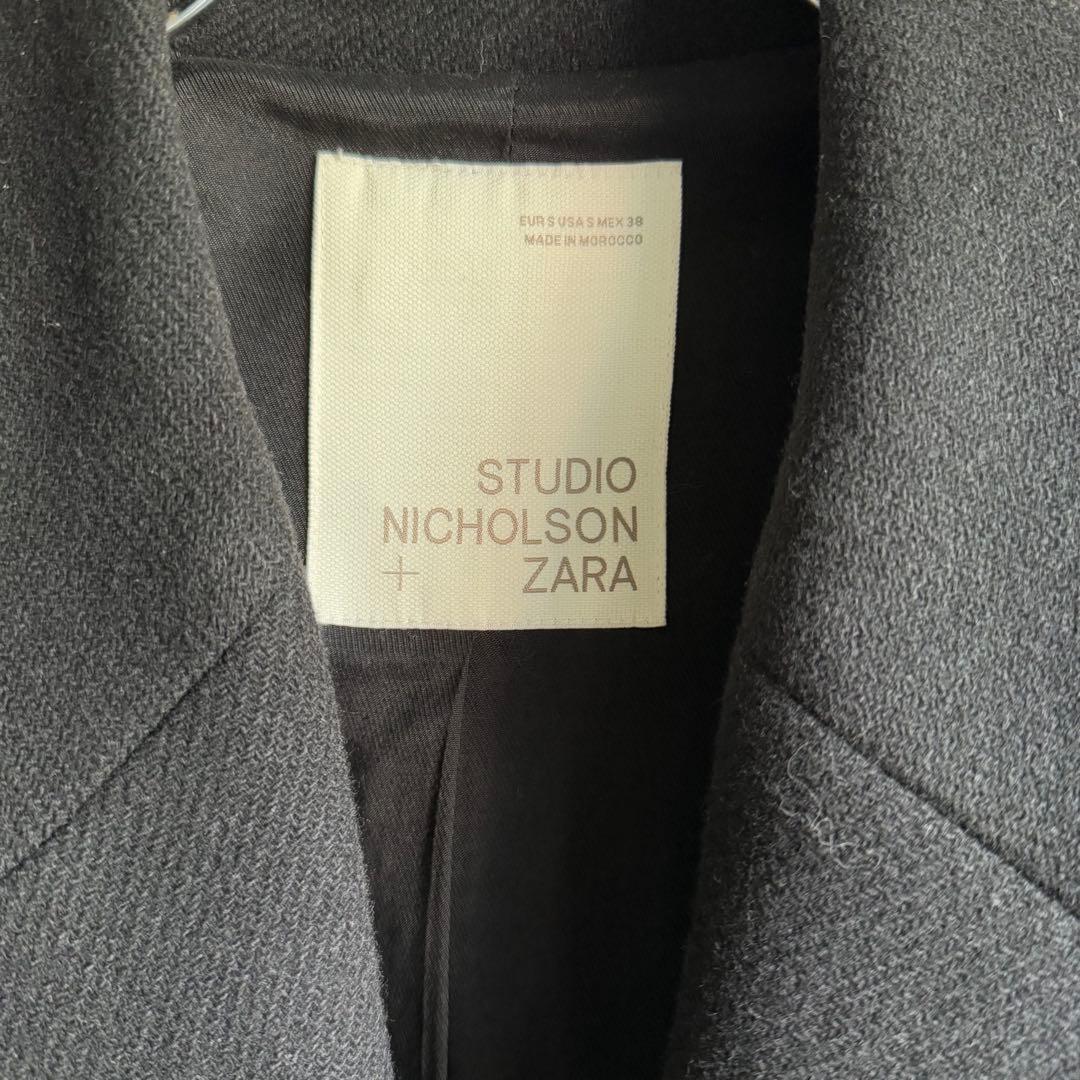 EUR S USA S MEX 38
MADE IN MOROCCO
STUDIO
NICHOLSON
+ ZARA